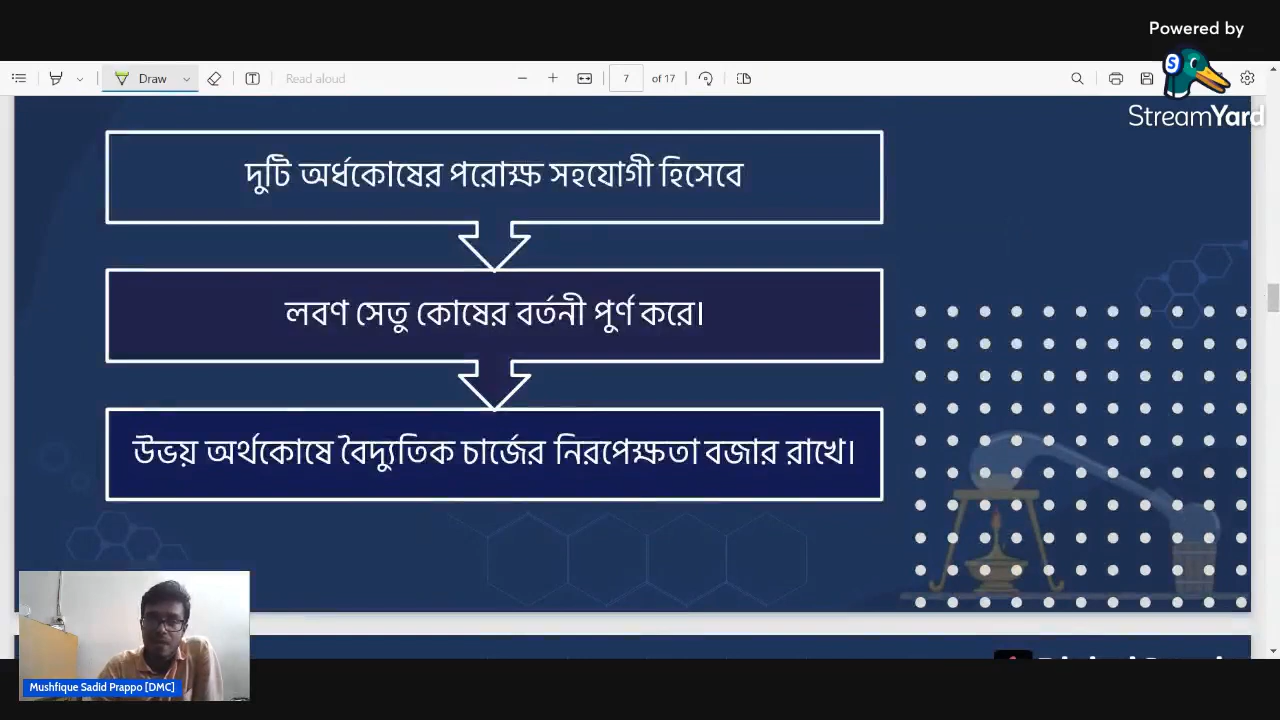 Powered by
Draw
Read aloud
7
of 17
StreamYard
দুটি অর্ধকোষের পরোক্ষ সহযোগী হিসেবে
লবণ সেতু কোষের বর্তনী পুর্ণ করে।
উভয় অর্থকোষে বৈদ্যুতিক চার্জের নিরপেক্ষতা বজার রাখে।
Mushfique Sadid Prappo [DMC]